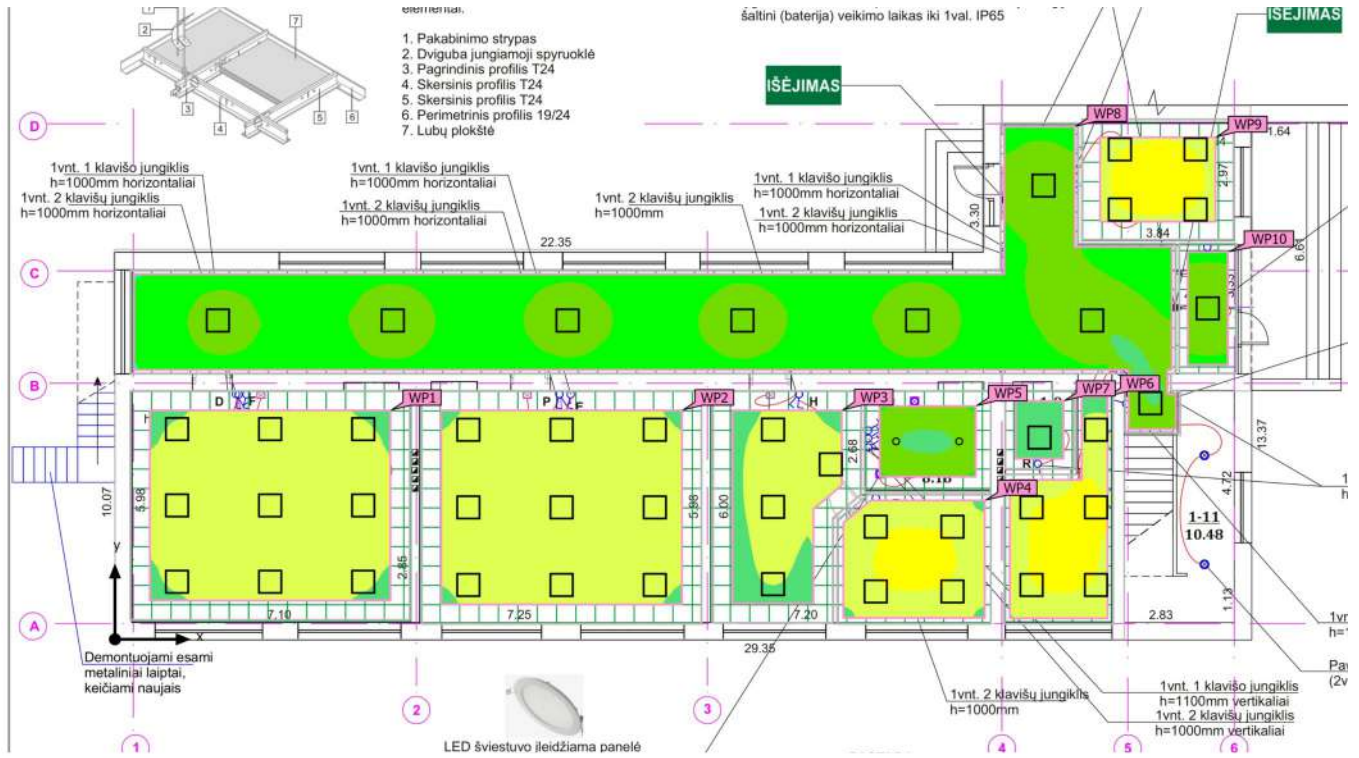 elementai.
šaltini (baterija) veikimo laikas iki 1val. IP65
1. Pakabinimo strypas
2. Dviguba jungiamoji spyruoklė
3. Pagrindinis profilis T24
4. Skersinis profilis T24
5. Skersinis profilis T24
6. Perimetrinis profilis 19/24
7. Lubų plokštė
1
2
7
3
4
5
6
IŠĖJIMAS
IŠĖJIMAS
D
WP8
WP9
1.64
1vnt. 1 klavišo jungiklis
h=1000mm horizontaliai
1vnt. 2 klavišų jungiklis
h=1000mm horizontaliai
1vnt. 1 klavišo jungiklis
h=1000mm horizontaliai
1vnt. 2 klavišų jungiklis
h=1000mm horizontaliai
1vnt. 2 klavišų jungiklis
h=1000mm
1vnt. 1 klavišo jungiklis
h=1000mm horizontaliai
1vnt. 2 klavišų jungiklis
h=1000mm horizontaliai
3.30
2.97
3.84
22.35
WP10
6.61
C
B
D
P
H
WP1
WP2
WP3
WP5
WP7
WP6
2.68
R
13.37
4.72
10.07
5.98
5.98
6.00
WP4
1-11
10.48
2.85
y
x
A
7.10
7.25
7.20
2.83
1.13
29.35
Demontuojami esami
metaliniai laiptai,
keičiami naujais
1vnt. 2 klavišų jungiklis
h=1000mm
1vnt. 1 klavišo jungiklis
h=1100mm vertikaliai
1vnt. 2 klavišų jungiklis
h=1000mm vertikaliai
(2v
LED šviestuvo įleidžiama panelė
1
2
3
4
5
6